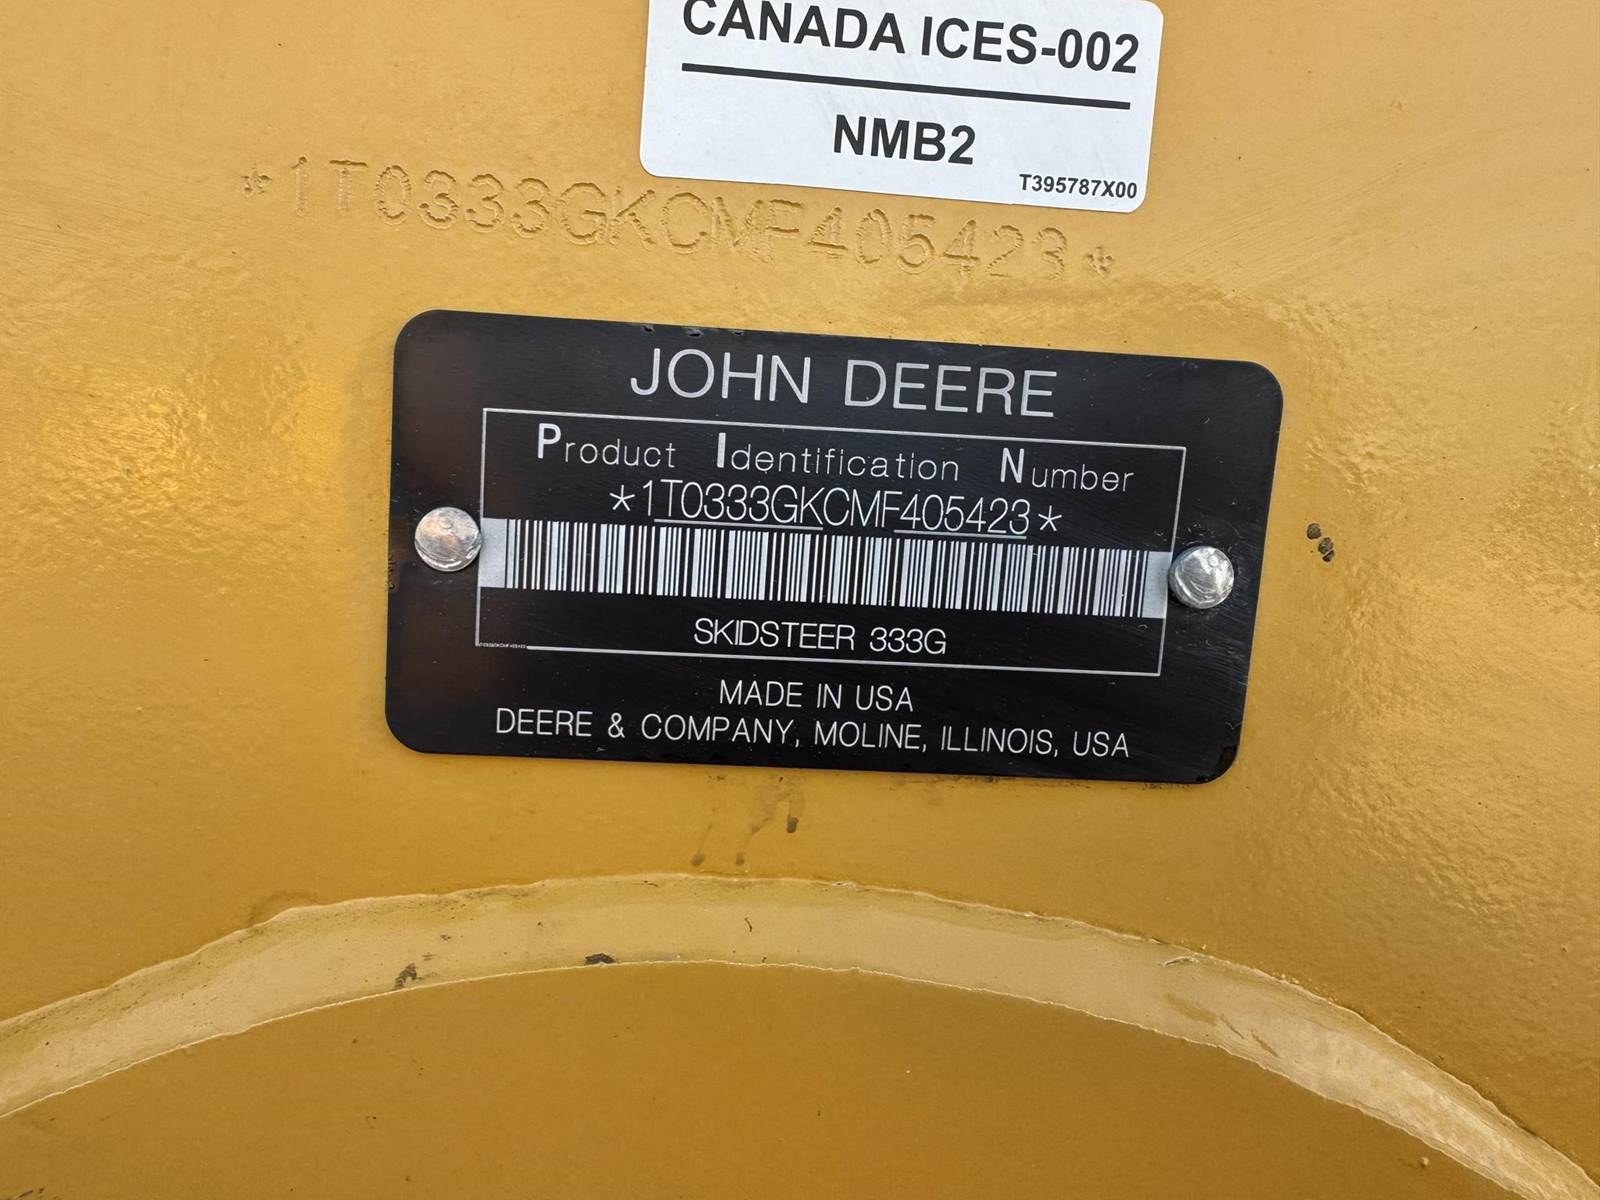 CANADA ICES-002
NMB2
T395787X00
*1T0333GKCMF405423*
JOHN DEERE
Product Identification Number
*1T0333GKCMF405423*
SKIDSTEER 333G
MADE IN USA
DEERE & COMPANY, MOLINE, ILLINOIS, USA